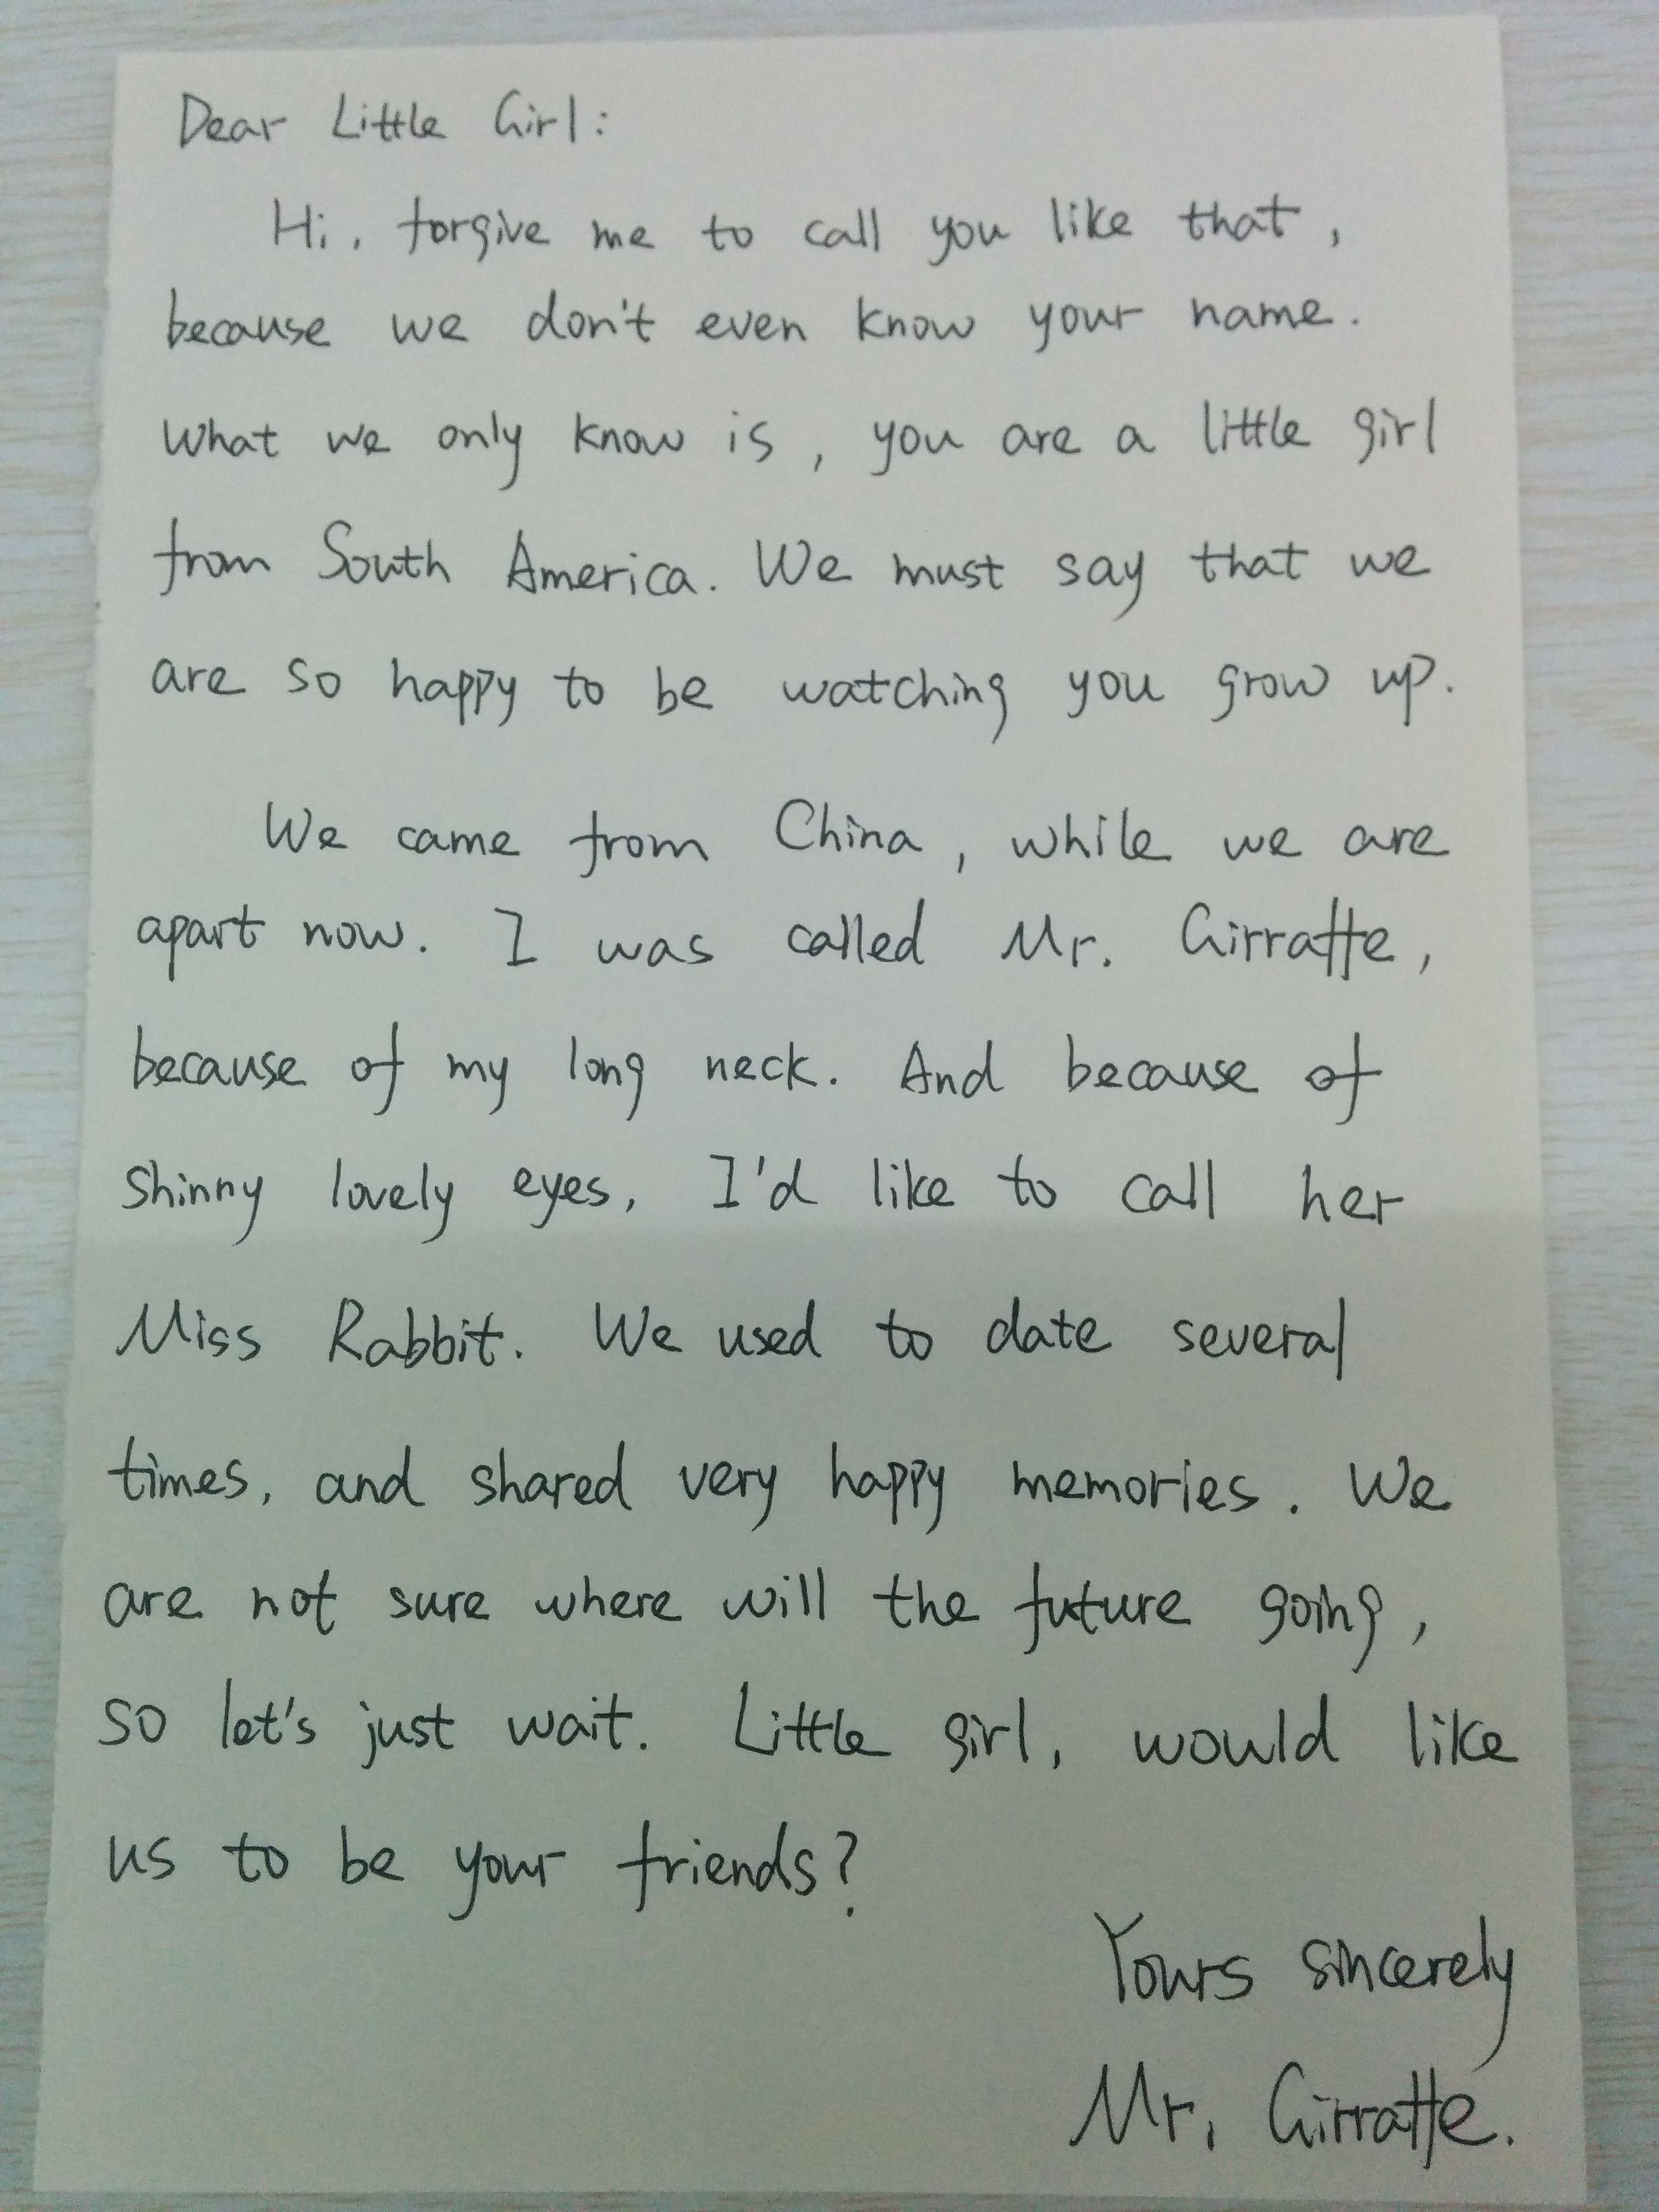 Dear Little Girl:
Hi, forgive me to call you like that,
because we don't even know your name.
What we only know is, you are a little girl
from South America. We must say that we
are so happy to be watching you grow up.
We came from China, while we are
apart now. I was called Mr. Girraffe,
because of my long neck. And because of
shinny lovely eyes, I'd like to call her
Miss Rabbit. We used to date several
times, and shared very happy memories. We
are not sure where will the future going,
so let's just wait. Little girl, would like
us to be your friends?
Yours sincerely
Mr. Girraffe.